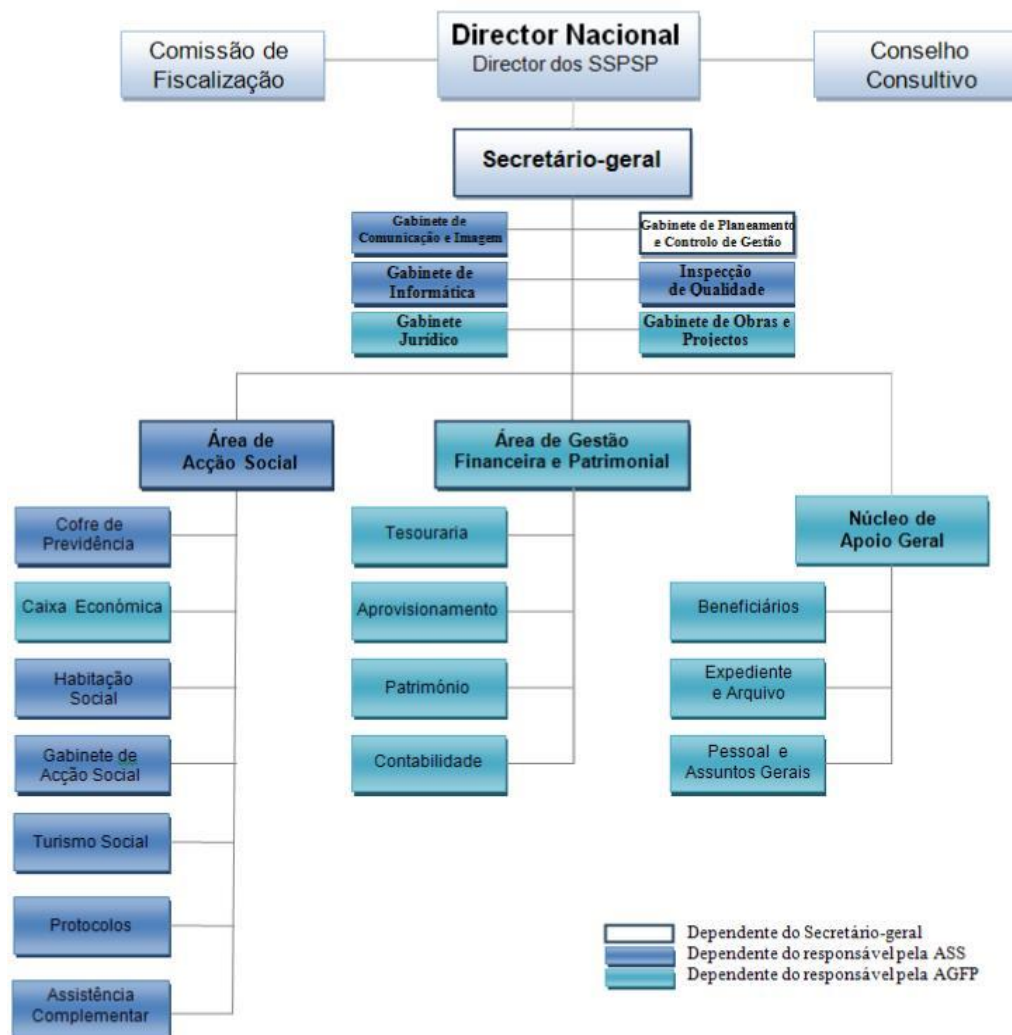 Comissão de
Fiscalização
Director Nacional
Director dos SSPSP
Conselho
Consultivo
Secretário-geral
Gabinete de
Comunicação e Imagem
Gabinete de Planeamento
e Controlo de Gestão
Gabinete de
Informática
Inspecção
de Qualidade
Gabinete
Jurídico
Gabinete de Obras e
Projectos
Área de
Acção Social
Área de Gestão
Financeira e Patrimonial
Núcleo de
Apoio Geral
Cofre de
Previdência
Caixa Económica
Habitação
Social
Gabinete de
Acção Social
Turismo Social
Protocolos
Assistência
Complementar
Tesouraria
Aprovisionamento
Património
Contabilidade
Beneficiários
Expediente
e Arquivo
Pessoal e
Assuntos Gerais
Dependente do Secretário-geral
Dependente do responsável pela ASS
Dependente do responsável pela AGFP